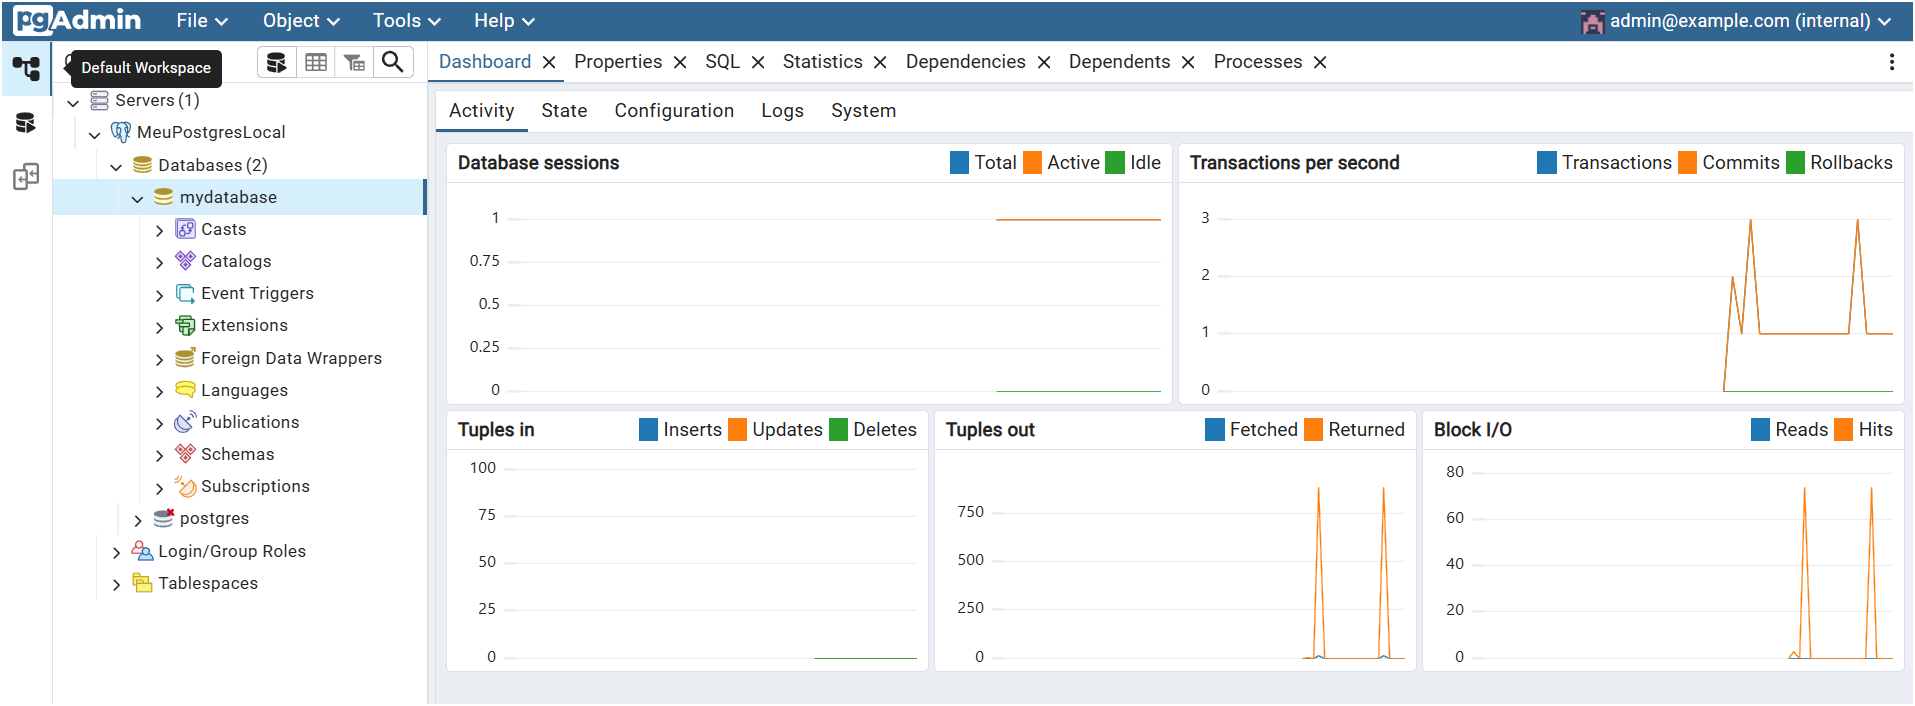 pgAdmin File Object Tools Help admin@example.com (internal)
Default Workspace
Dashboard Properties SQL Statistics Dependencies Dependents Processes
Servers (1)
MeuPostgresLocal
Databases (2)
mydatabase
Casts
Catalogs
Event Triggers
Extensions
Foreign Data Wrappers
Languages
Publications
Schemas
Subscriptions
postgres
Login/Group Roles
Tablespaces
Activity State Configuration Logs System
Database sessions Total Active Idle
1
0.75
0.5
0.25
0
Transactions per second Transactions Commits Rollbacks
3
2
1
0
Tuples in Inserts Updates Deletes
100
75
50
25
0
Tuples out Fetched Returned
750
500
250
0
Block I/O Reads Hits
80
60
40
20
0